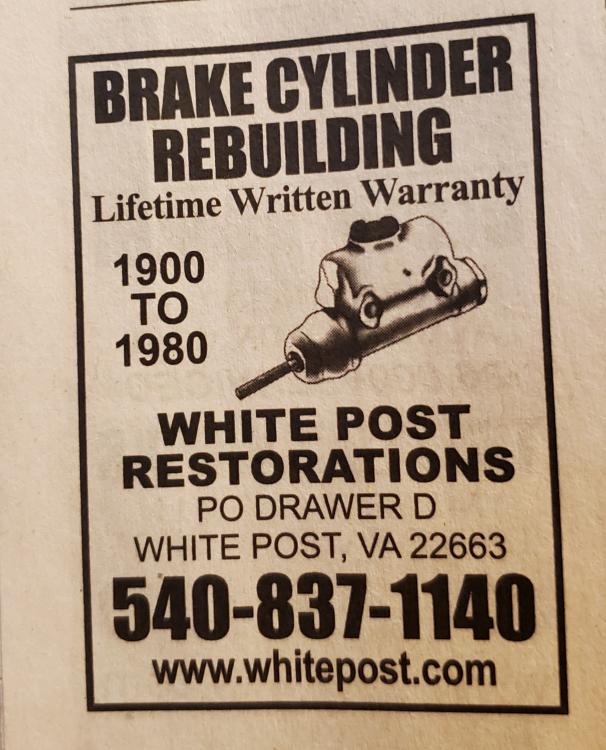 BRAKE CYLINDER
REBUILDING
Lifetime Written Warranty
1900
TO
1980
WHITE POST
RESTORATIONS
PO DRAWER D
WHITE POST, VA 22663
540-837-1140
www.whitepost.com